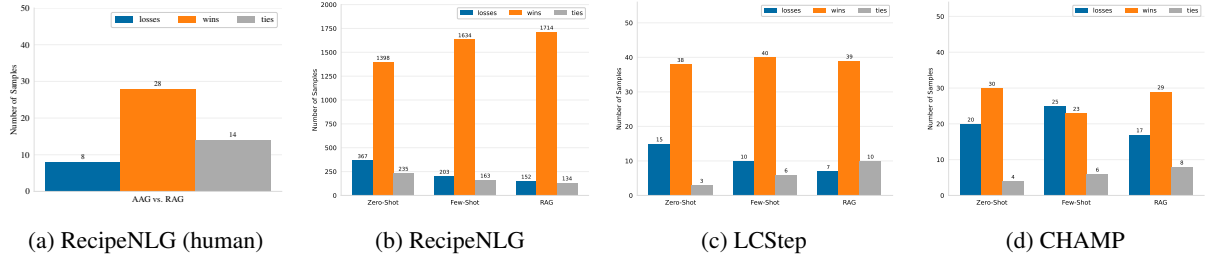 losses wins ties
50
40
30
20
10
0
Number of Samples
8
28
14
AAG vs. RAG
(a) RecipeNLG (human)
losses wins ties
2000
1750
1500
1250
1000
750
500
250
0
Number of Samples
367
1398
235
203
1634
163
152
1714
134
Zero-Shot
Few-Shot
RAG
(b) RecipeNLG
losses wins ties
50
40
30
20
10
0
Number of Samples
15
38
3
10
40
6
7
39
10
Zero-Shot
Few-Shot
RAG
(c) LCStep
losses wins ties
50
40
30
20
10
0
Number of Samples
20
30
4
25
23
6
17
29
8
Zero-Shot
Few-Shot
RAG
(d) CHAMP